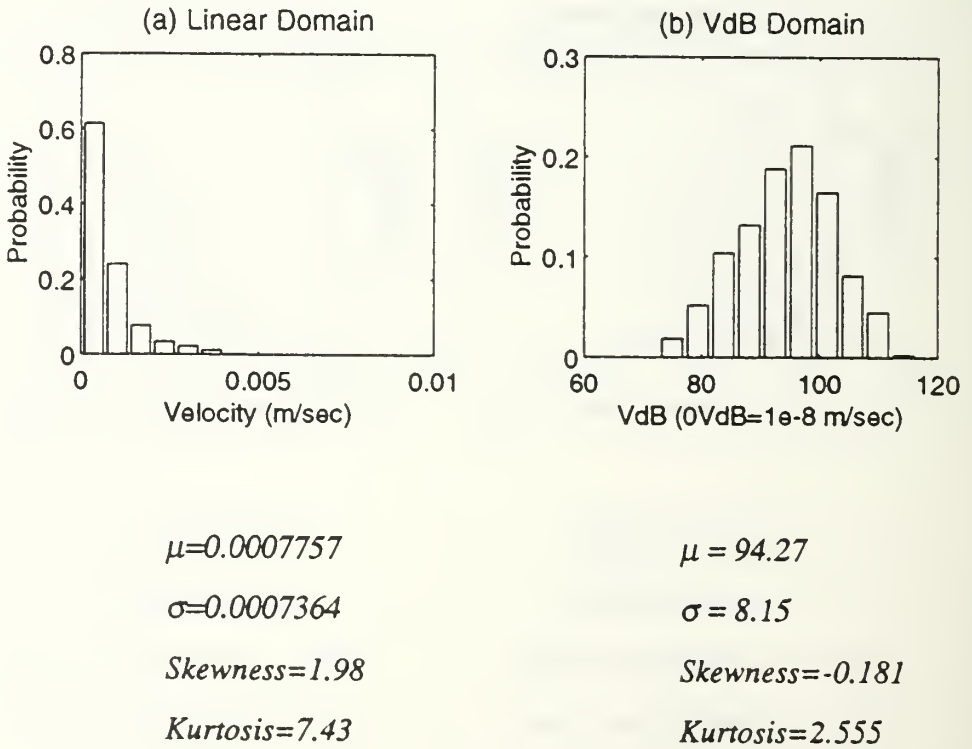 (a) Linear Domain
0.8
0.6
0.4
0.2
0
Probability
0
0.005
0.01
Velocity (m/sec)
μ=0.0007757
σ=0.0007364
Skewness=1.98
Kurtosis=7.43
(b) VdB Domain
0.3
0.2
0.1
0
Probability
60
80
100
120
VdB (0VdB=1e-8 m/sec)
μ = 94.27
σ = 8.15
Skewness=-0.181
Kurtosis=2.555